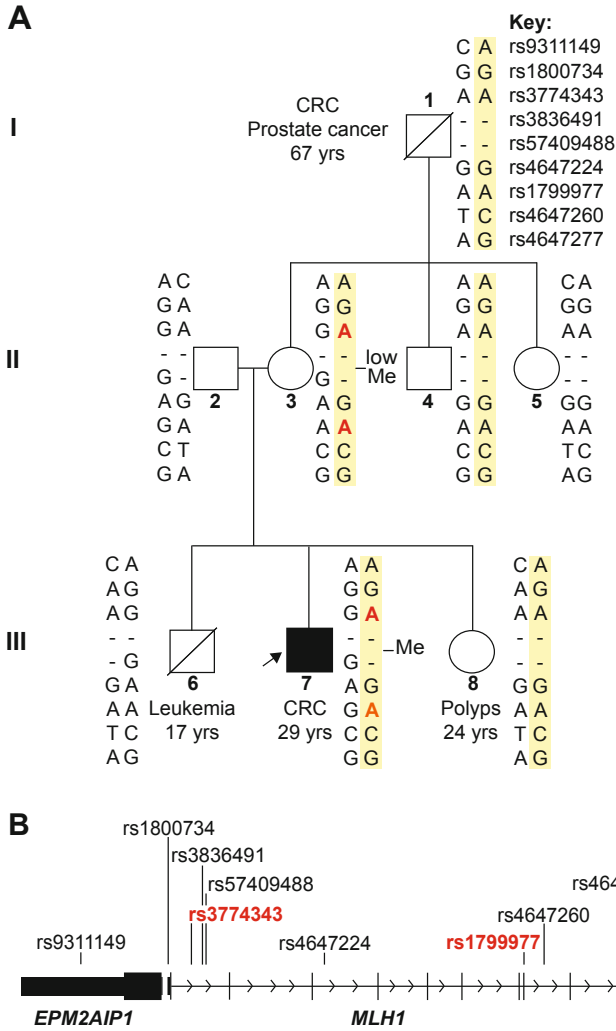 A
Key:
C A rs9311149
G G rs1800734
A A rs3774343
- - rs3836491
- - rs57409488
G G rs4647224
A A rs1799977
T C rs4647260
A G rs4647277
I
CRC
Prostate cancer
67 yrs
1
II
A C
G A
G A
- -
G -
A G
G A
C T
G A
2
A A
G G
G A
- -
G -
A G
A A
C C
G G
3
low
Me
A A
G G
A A
- -
- -
G G
A A
C C
G G
4
C A
G G
A A
- -
- -
G G
A A
T C
A G
5
III
C A
A G
A G
- -
- G
G A
A A
T C
A G
6
Leukemia
17 yrs
A A
G G
G A
- -
G -
A G
G A
C C
G G
Me
7
CRC
29 yrs
C A
A G
A A
- -
- -
G G
A A
T C
A G
8
Polyps
24 yrs
B
rs1800734
rs3836491
rs57409488
rs464
rs3774343
rs4647260
rs9311149
rs4647224
rs1799977
EPM2AIP1
MLH1